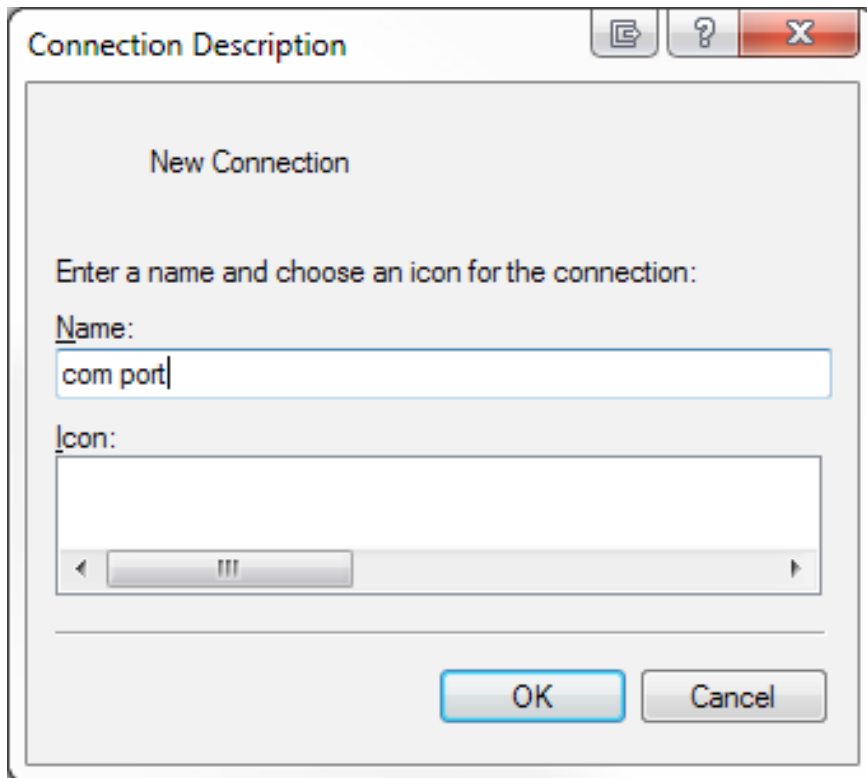 Connection Description
New Connection
Enter a name and choose an icon for the connection:
Name:
com port
Icon:
OK
Cancel